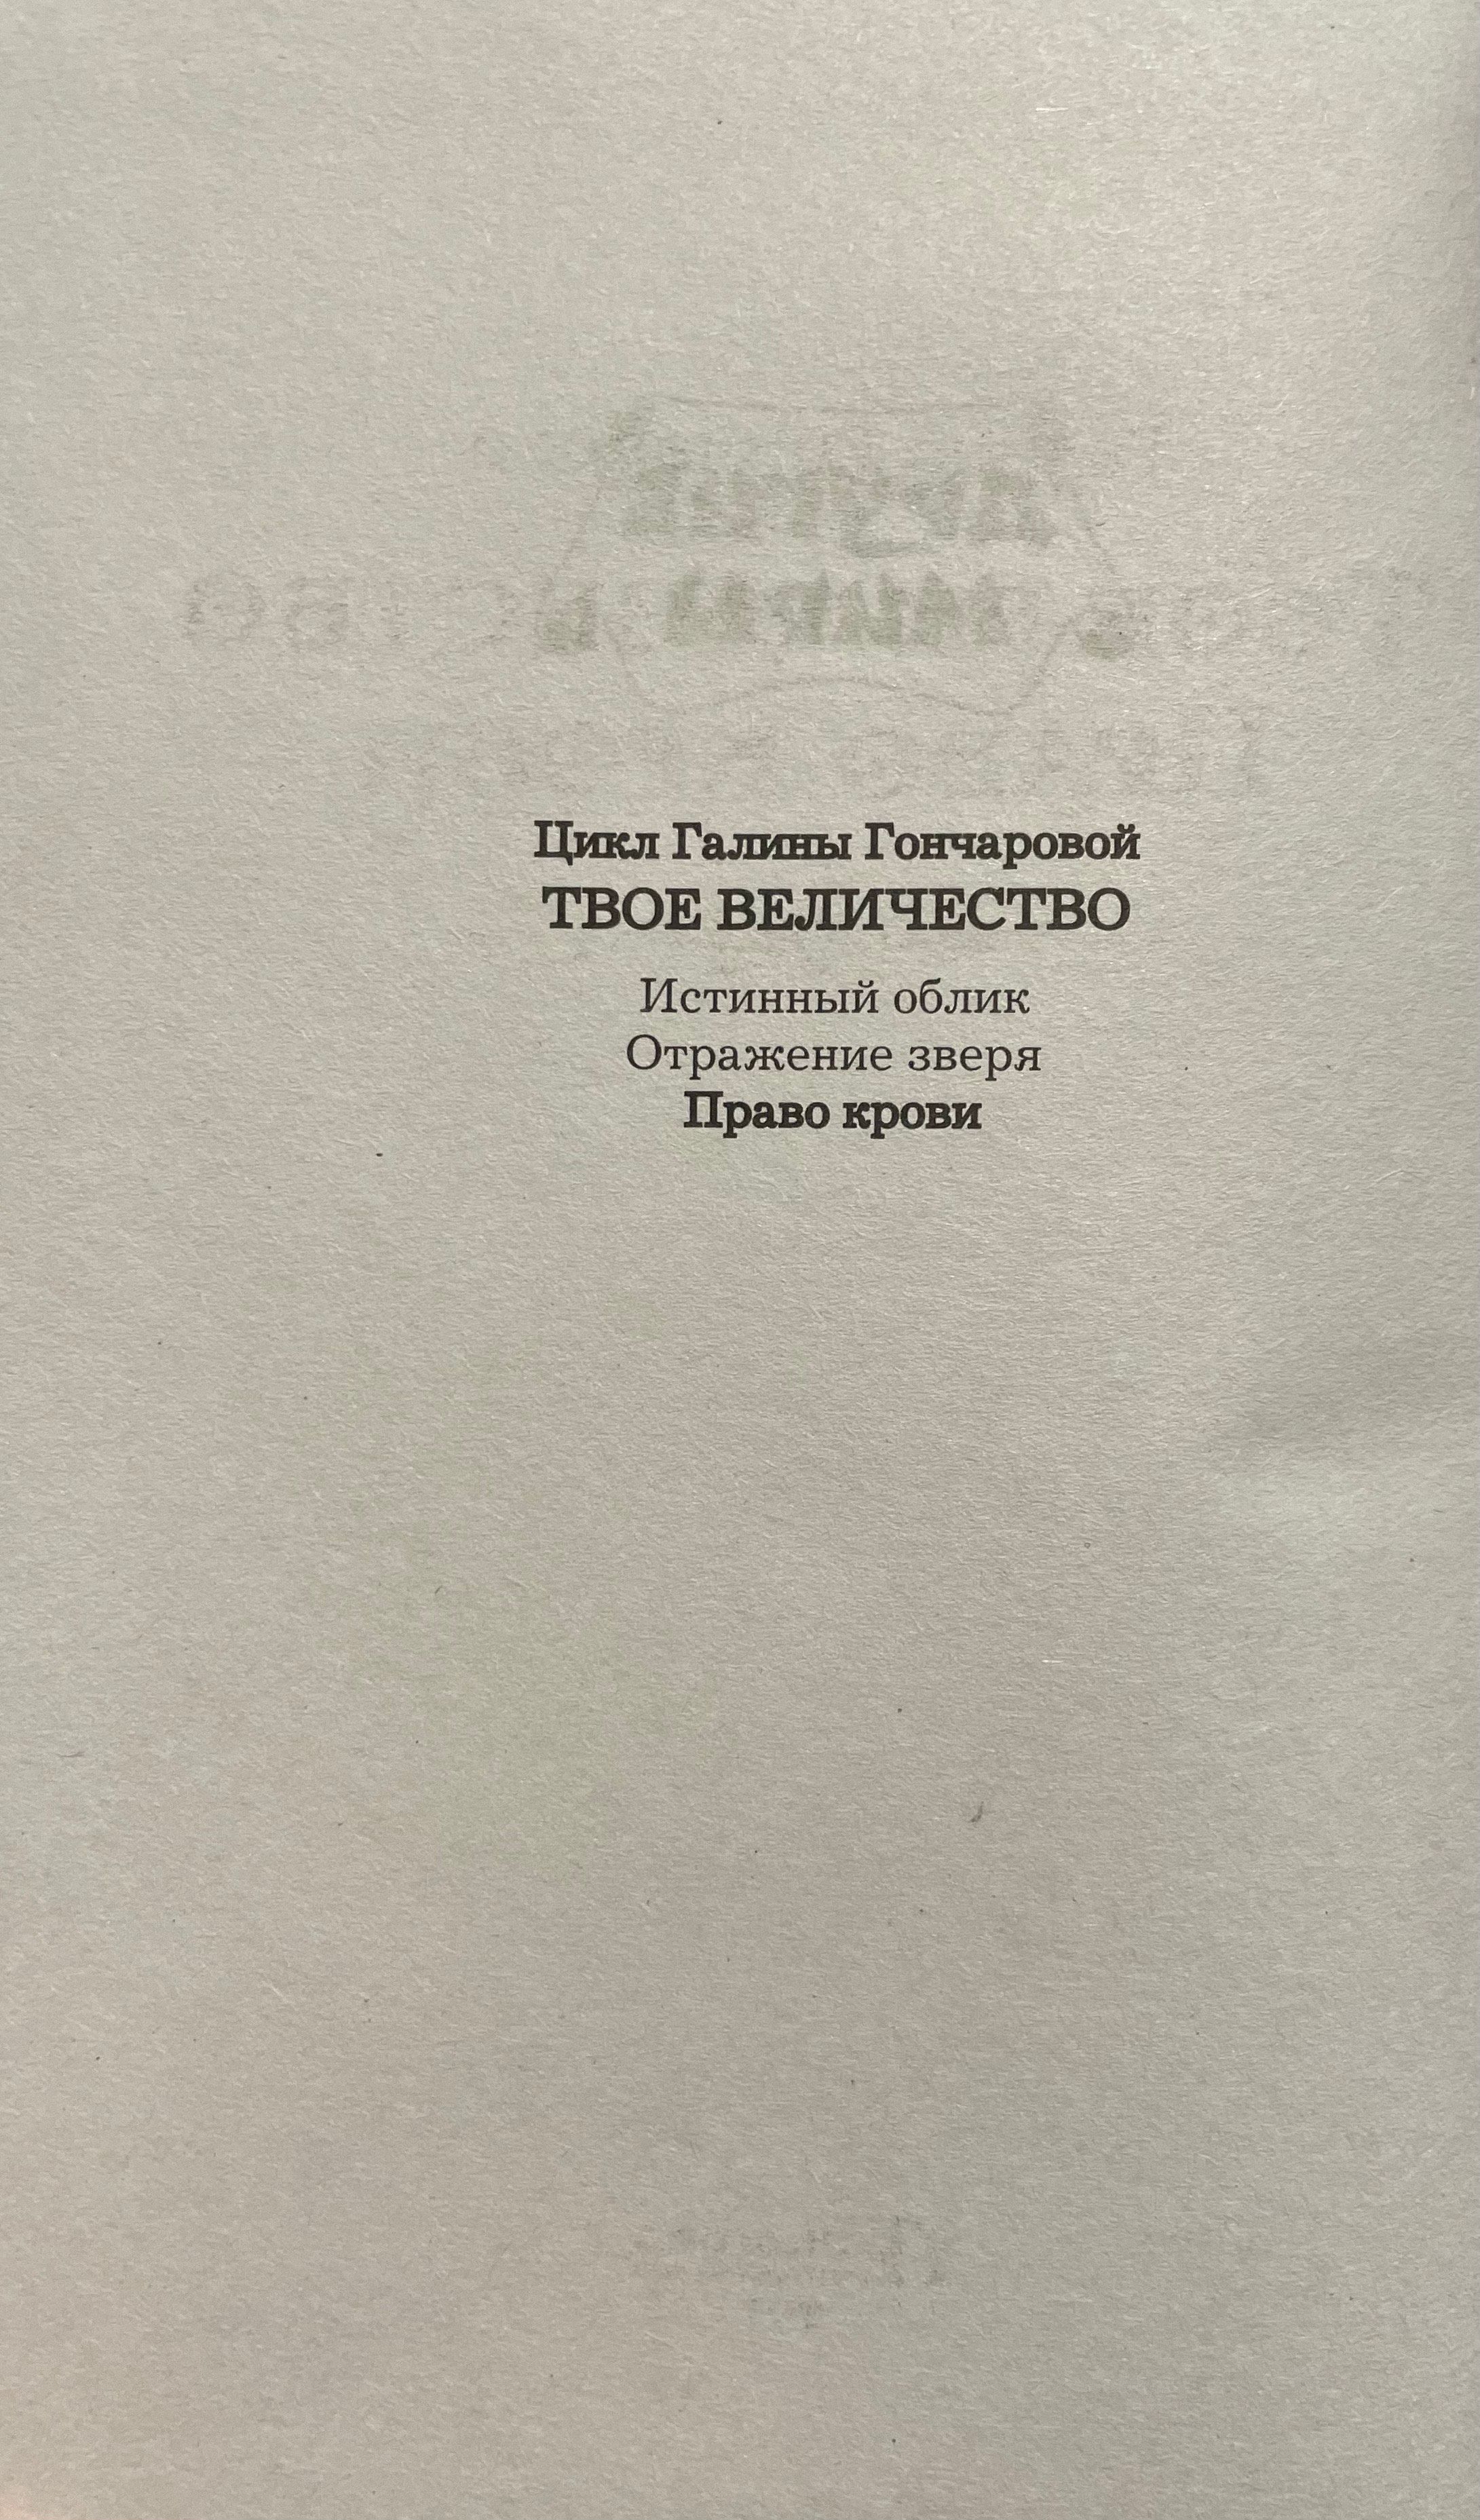 Цикл Галины Гончаровой
ТВОЕ ВЕЛИЧЕСТВО
Истинный облик
Отражение зверя
Право крови